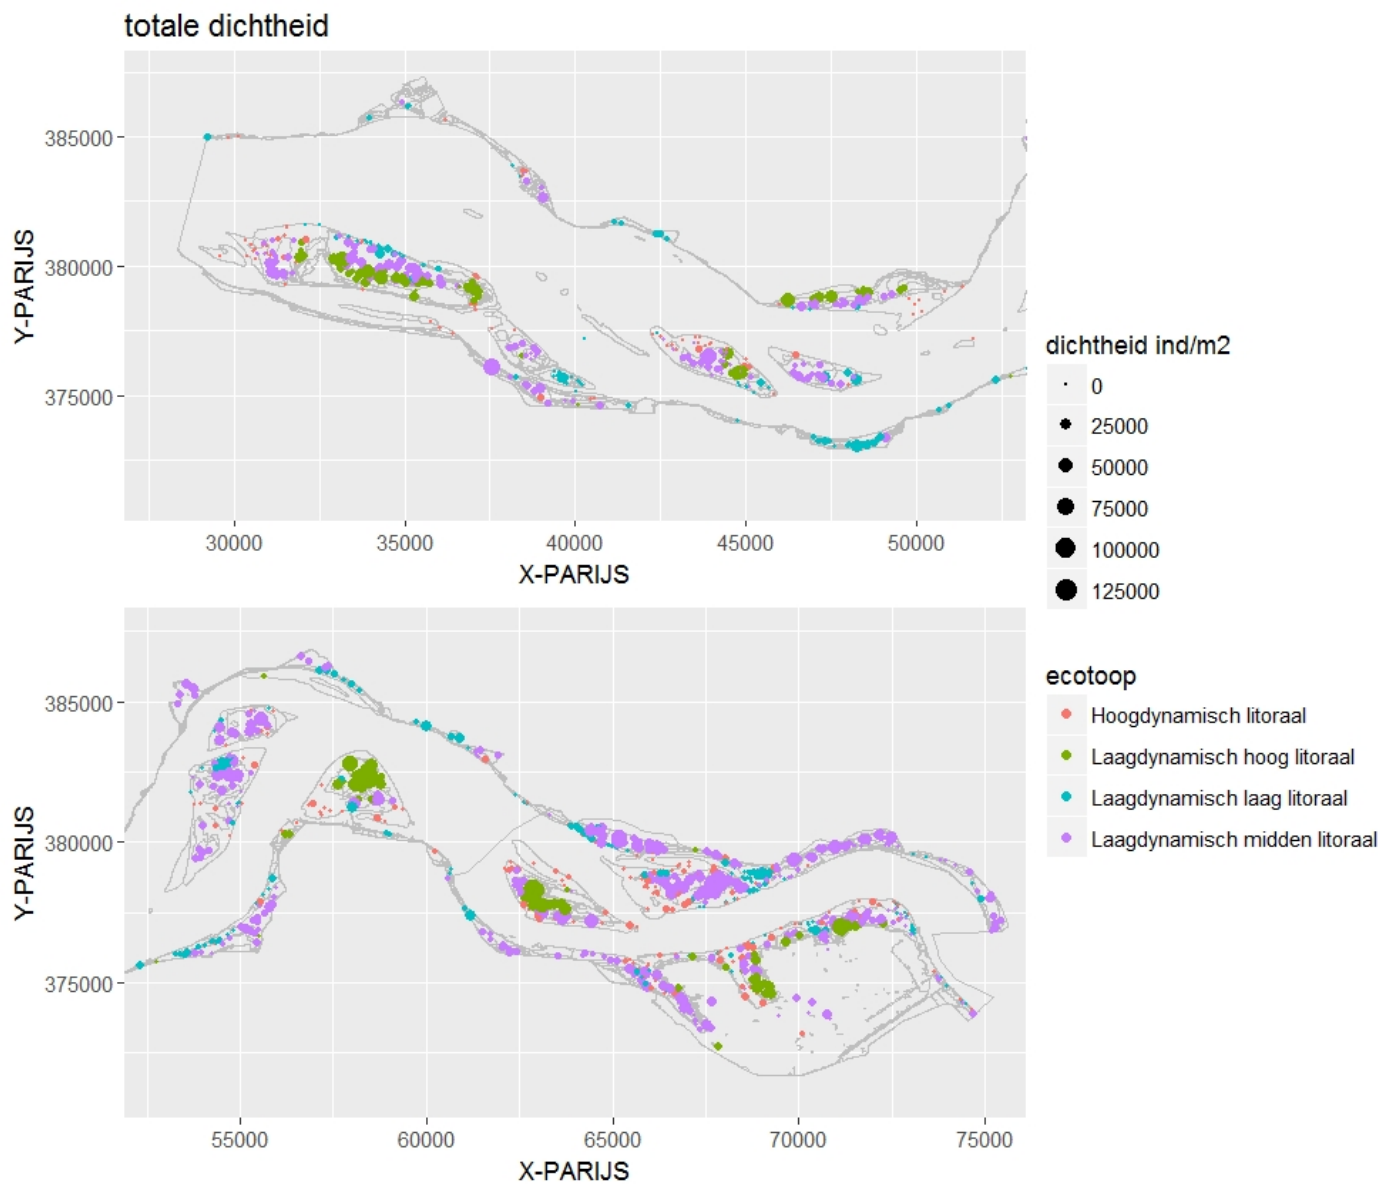 totale dichtheid
Y-PARIJS
385000
380000
375000
30000 35000 40000 45000 50000
X-PARIJS
dichtheid ind/m2
0
25000
50000
75000
100000
125000
ecotoop
Hoogdynamisch litoraal
Laagdynamisch hoog litoraal
Laagdynamisch laag litoraal
Laagdynamisch midden litoraal
Y-PARIJS
385000
380000
375000
55000 60000 65000 70000 75000
X-PARIJS